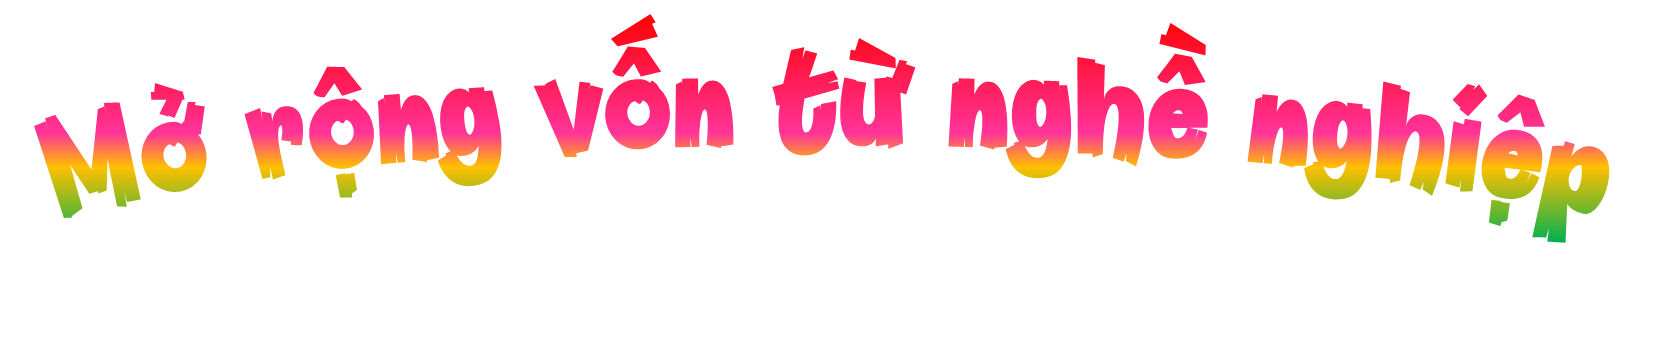 Mở rộng vốn từ nghề nghiệp